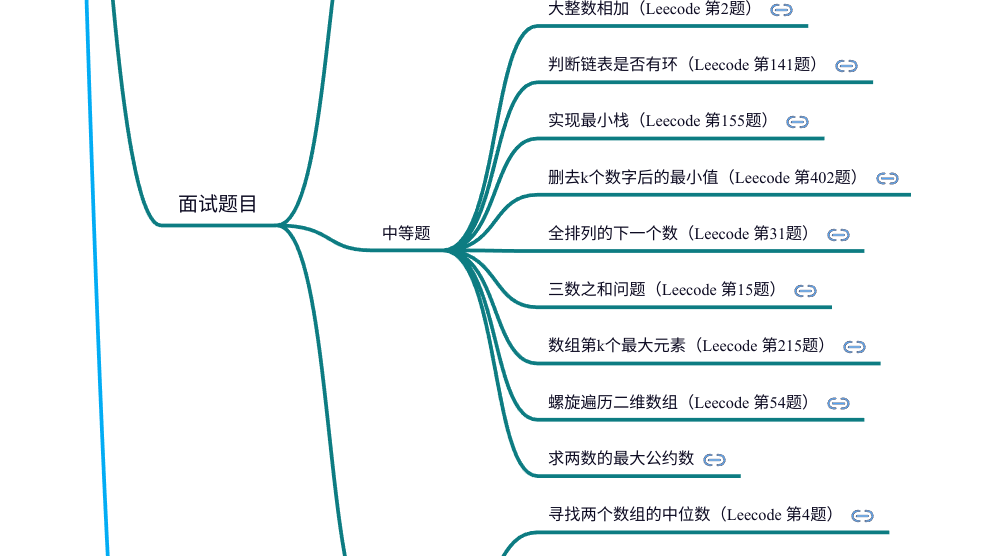 大整数相加（Leecode 第2题）
判断链表是否有环（Leecode 第141题）
实现最小栈（Leecode 第155题）
删去k个数字后的最小值（Leecode 第402题）
面试题目
中等题
全排列的下一个数（Leecode 第31题）
三数之和问题（Leecode 第15题）
数组第k个最大元素（Leecode 第215题）
螺旋遍历二维数组（Leecode 第54题）
求两数的最大公约数
寻找两个数组的中位数（Leecode 第4题）